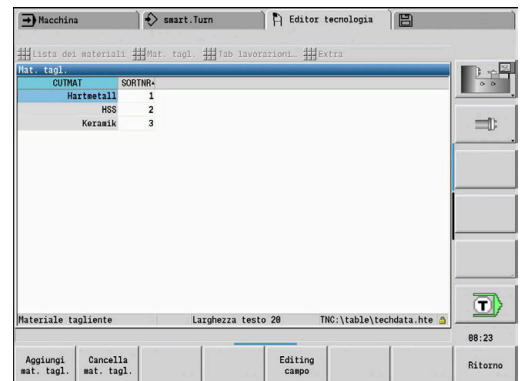 Macchina
smart.Turn
Editor tecnologia
Lista dei materiali Mat. tagl. Tab lavorazioni… Extra
Mat. tagl.
CUTMAT SORTNR
Hartmetall 1
HSS 2
Keramik 3
Materiale tagliente Larghezza testo 20 TNC:\table\techdata.hte
T
08:23
Aggiungi mat. tagl.
Cancella mat. tagl.
Editing campo
Ritorno